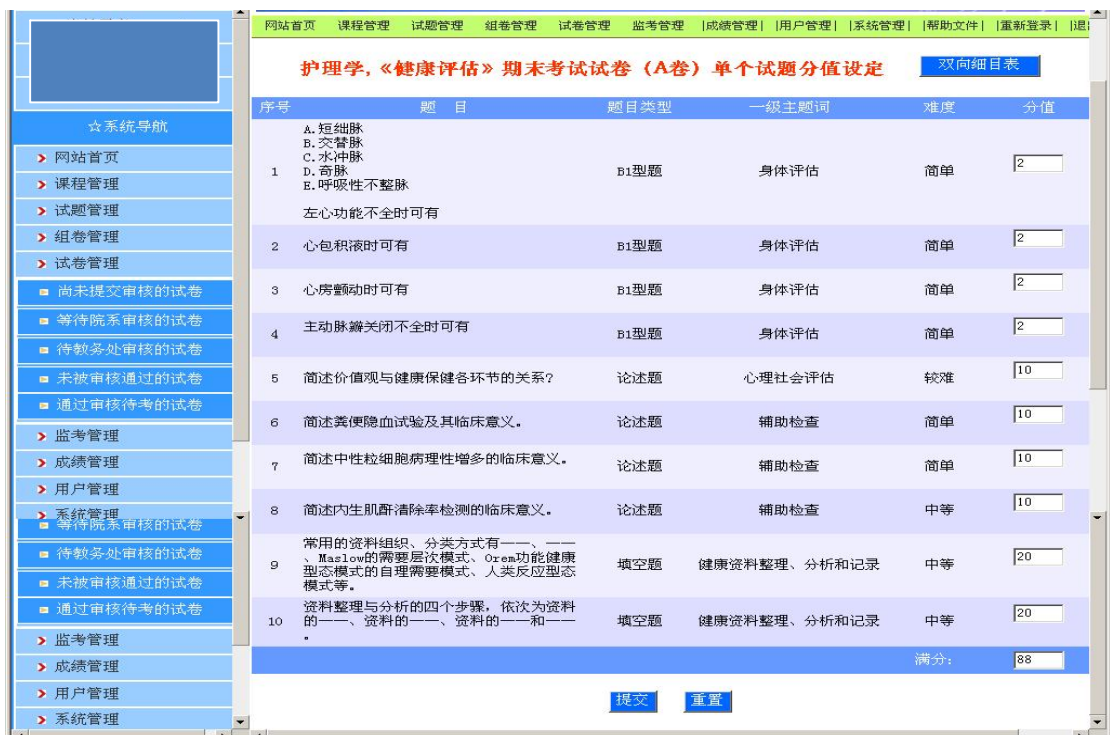 网站首页 课程管理 试题管理 组卷管理 试卷管理 监考管理 |成绩管理| |用户管理| |系统管理| |帮助文件| |重新登录|
护理学,《健康评估》期末考试试卷（A卷）单个试题分值设定 双向细目表
☆系统导航
网站首页
课程管理
试题管理
组卷管理
试卷管理
尚未提交审核的试卷
等待院系审核的试卷
待教务处审核的试卷
未被审核通过的试卷
通过审核待考的试卷
监考管理
成绩管理
用户管理
系统管理
等待院系审核的试卷
待教务处审核的试卷
未被审核通过的试卷
通过审核待考的试卷
监考管理
成绩管理
用户管理
系统管理
序号 题 目 题目类型 一级主题词 难度 分值
A.短绌脉
B.交替脉
C.水冲脉
1 D.奇脉 B1型题 身体评估 简单 2
E.呼吸性不整脉
左心功能不全时可有
2 心包积液时可有 B1型题 身体评估 简单 2
3 心房颤动时可有 B1型题 身体评估 简单 2
4 主动脉瓣关闭不全时可有 B1型题 身体评估 简单 2
5 简述价值观与健康保健各环节的关系? 论述题 心理社会评估 较难 10
6 简述粪便隐血试验及其临床意义。 论述题 辅助检查 简单 10
7 简述中性粒细胞病理性增多的临床意义。 论述题 辅助检查 简单 10
8 简述内生肌酐清除率检测的临床意义。 论述题 辅助检查 中等 10
常用的资料组织、分类方式有一一、一一
、Maslow的需要层次模式、Orem功能健康
9 型态模式的自理需要模式、人类反应型态 填空题 健康资料整理、分析和记录 中等 20
模式等。
资料整理与分析的四个步骤，依次为资料
10 的一一、资料的一一、资料的一一和一一 填空题 健康资料整理、分析和记录 中等 20
。
满分: 88
提交 重置